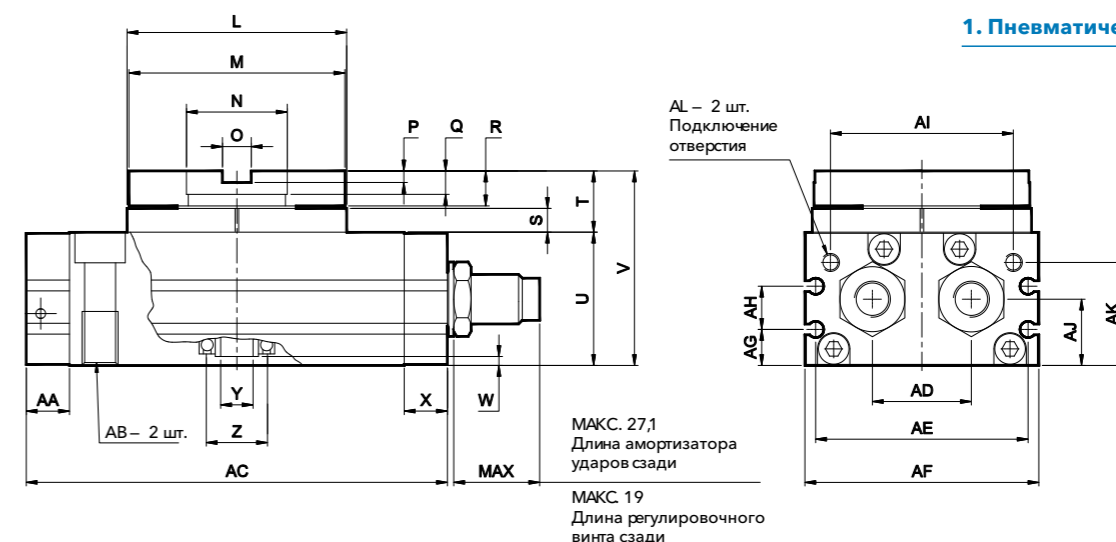 1. Пневматиче
L
M
N
O
P
Q
R
S
T
U
V
W
AA
AB – 2 шт.
Y
Z
X
AC
MAX
МАКС. 27,1
Длина амортизатора
ударов сзади
МАКС. 19
Длина регулировочного
винта сзади
AL – 2 шт.
Подключение
отверстия
AI
AH
AG
AJ
AK
AD
AE
AF